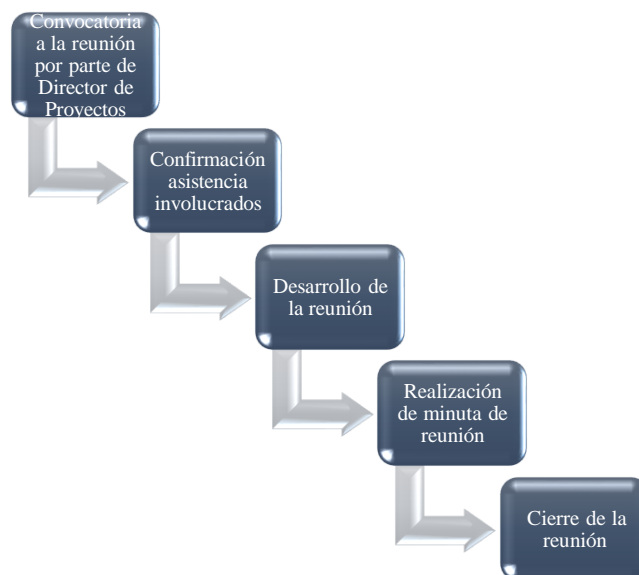 Convocatoria
a la reunión
por parte de
Director de
Proyectos
Confirmación
asistencia
involucrados
Desarrollo de
la reunión
Realización
de minuta de
reunión
Cierre de la
reunión